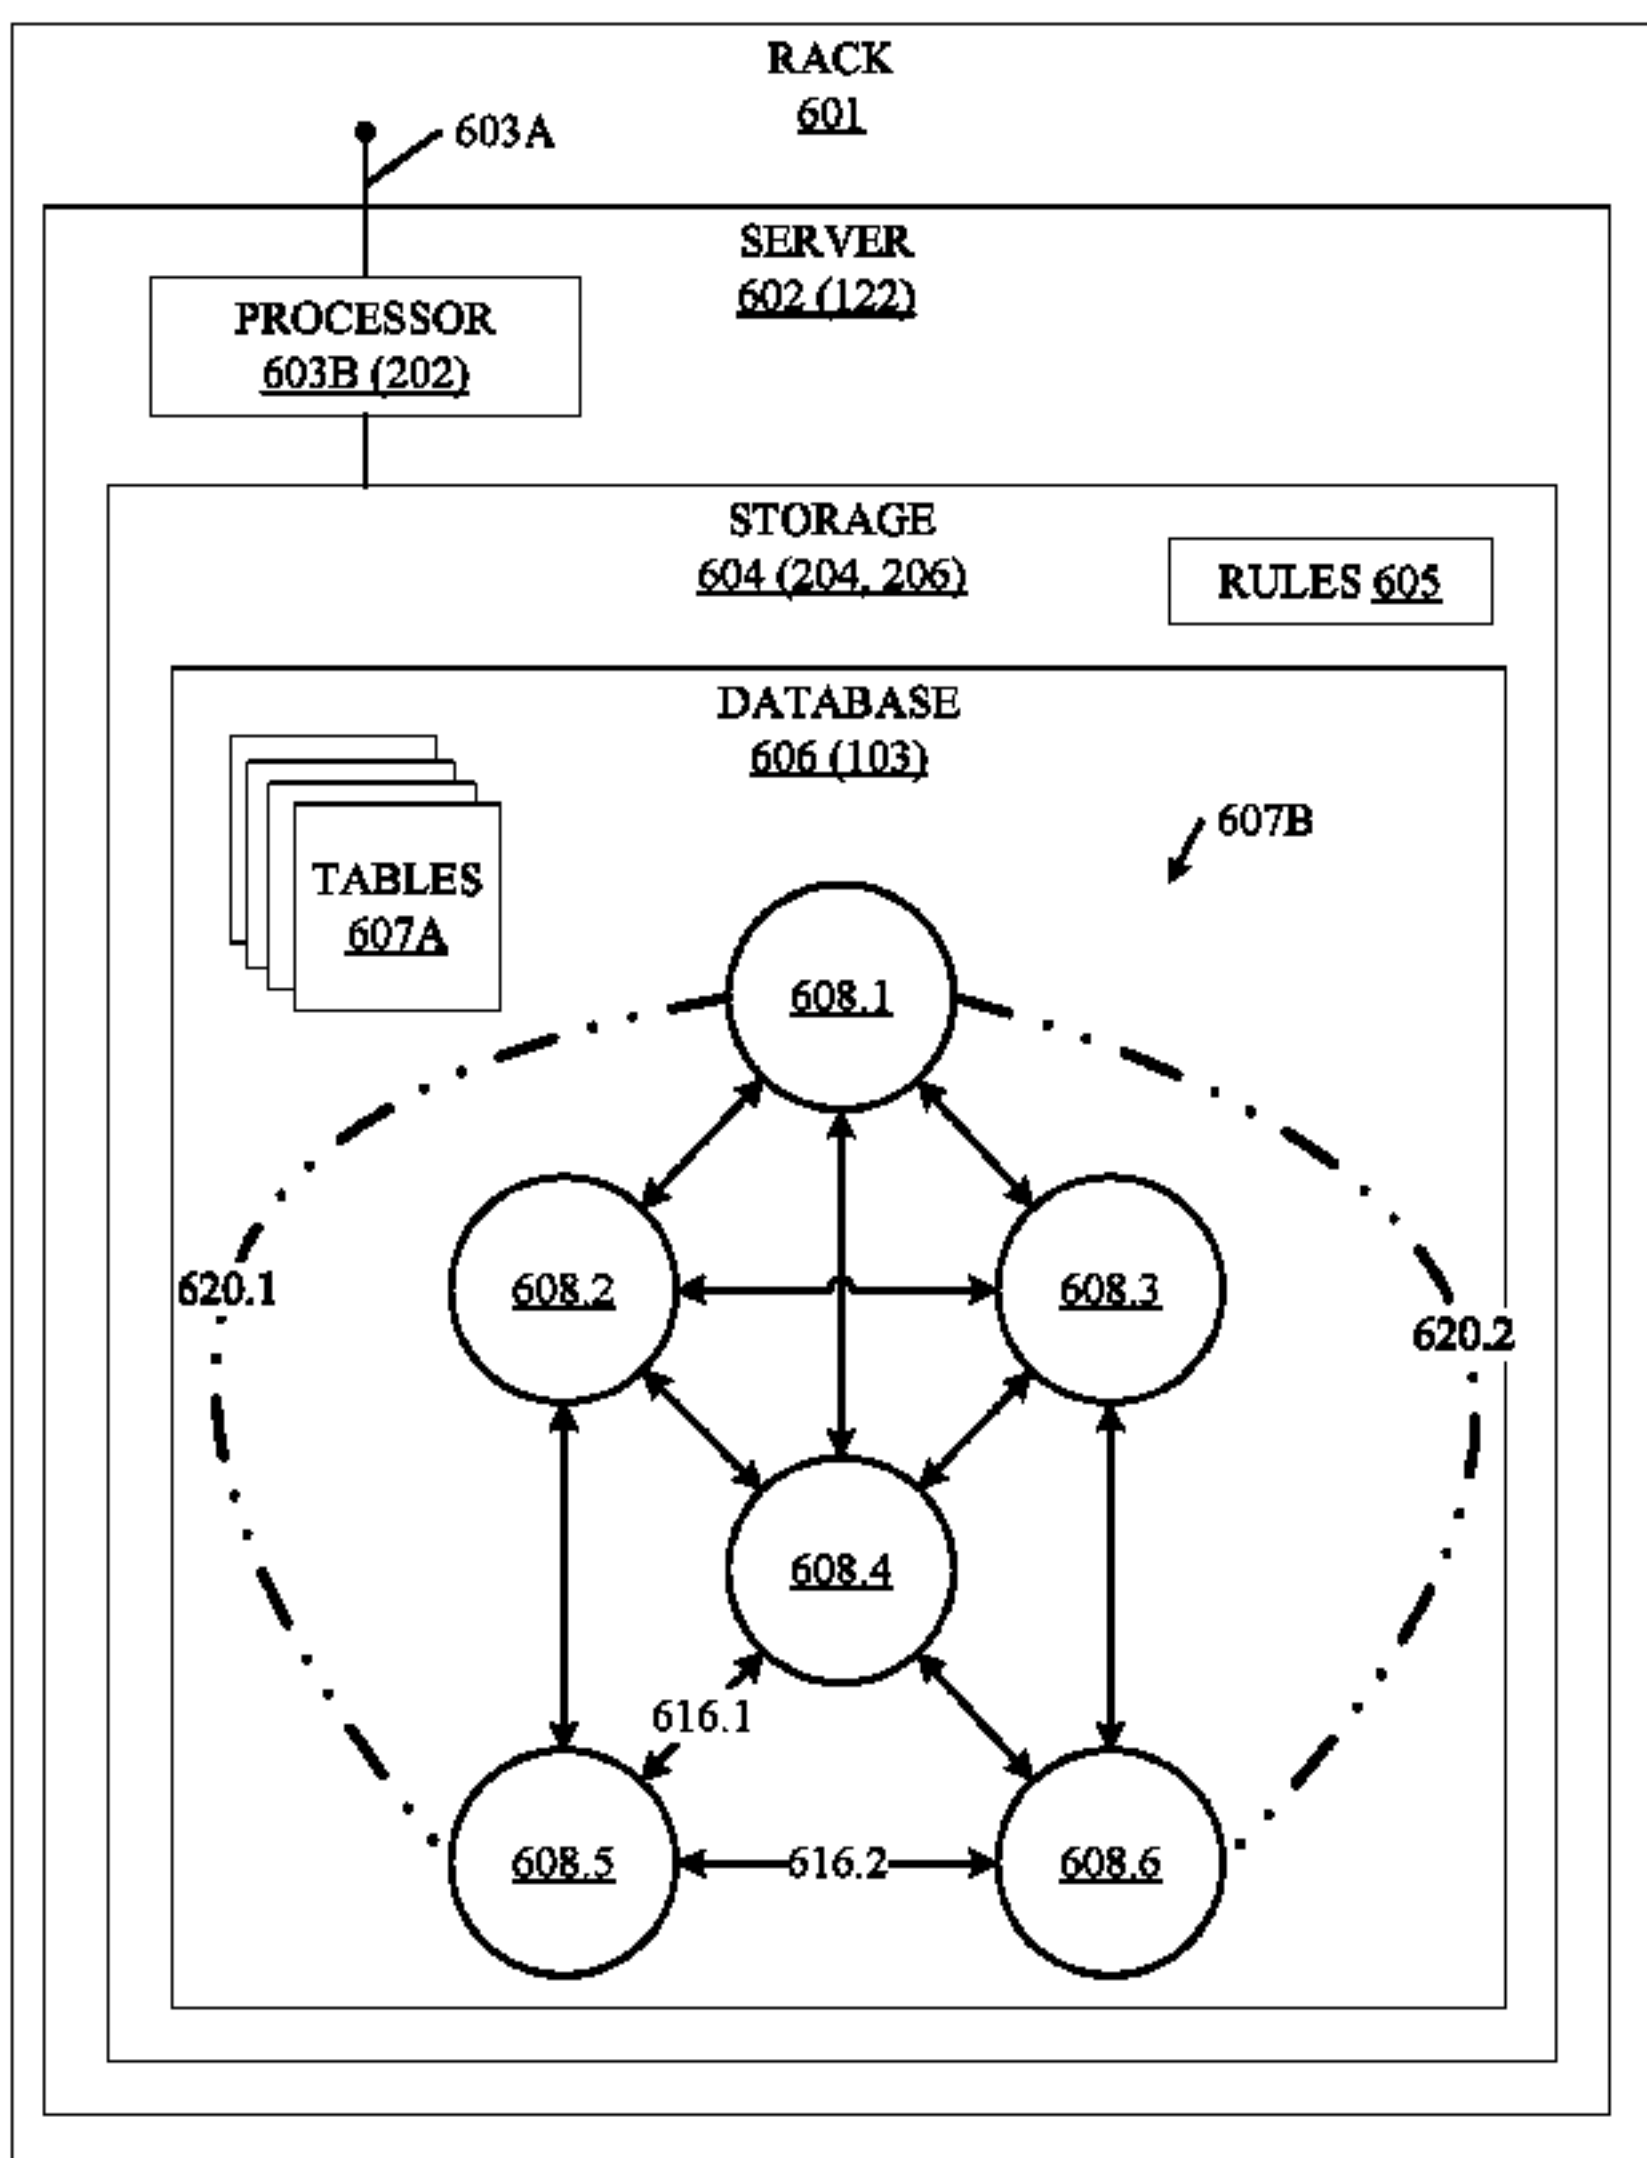 RACK
601
603A
SERVER
602 (122)
PROCESSOR
603B (202)
STORAGE
604 (204, 206)
RULES 605
DATABASE
606 (103)
607B
TABLES
607A
608.1
620.1
608.2
608.3
620.2
608.4
616.1
608.5
616.2
608.6